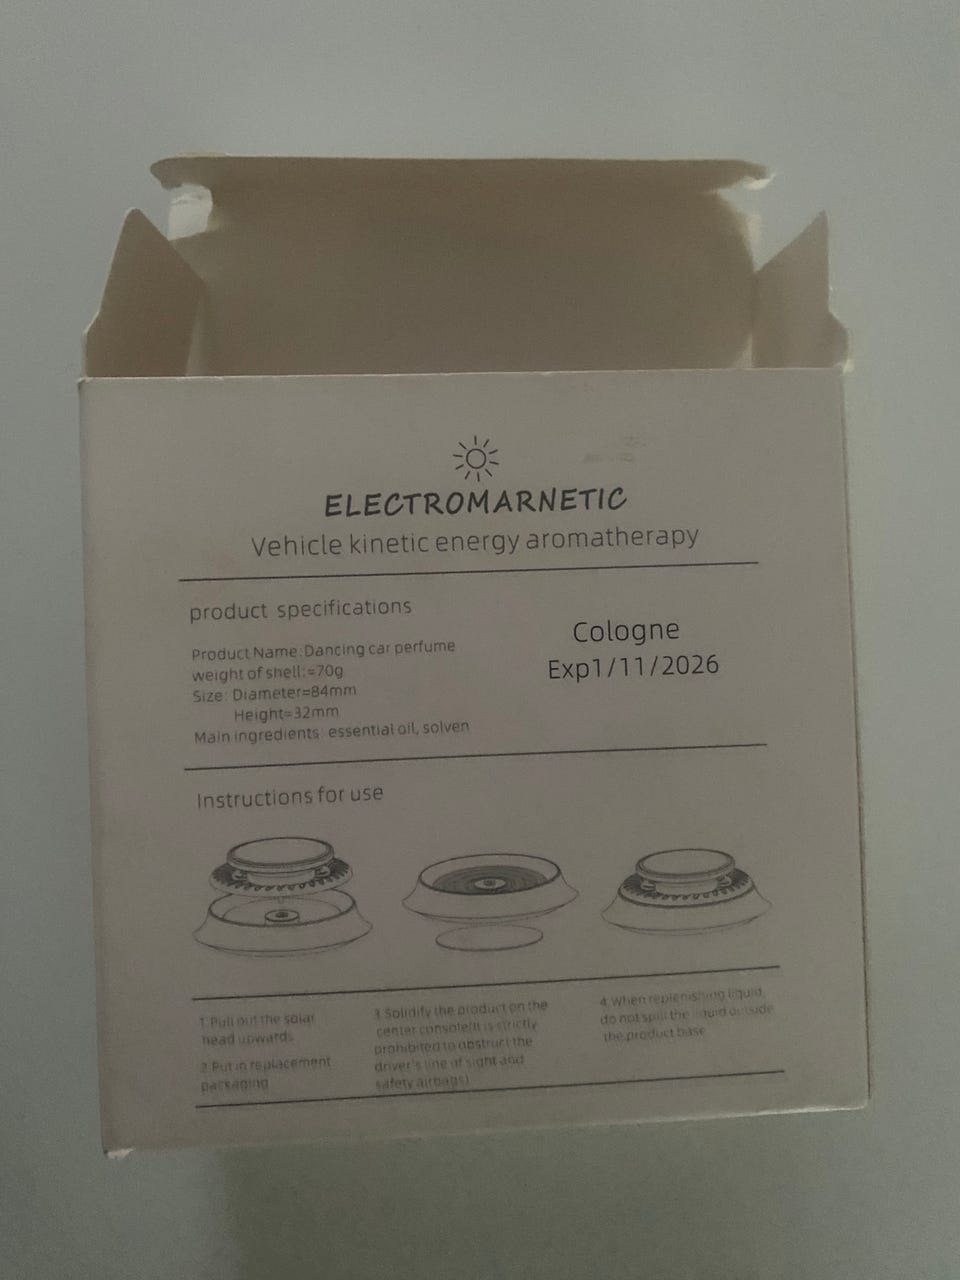 ELECTROMARNETIC
Vehicle kinetic energy aromatherapy
product specifications
Product Name:Dancing car perfume
weight of shell:≈70g
Size: Diameter≈84mm
Height≈32mm
Main ingredients: essential oil, solven
Cologne
Exp1/11/2026
Instructions for use
1.Pull out the solar
head upwards
2.Put in replacement
packaging
3.Solidify the product on the
center console(It is strictly
prohibited to obstruct the
driver's line of sight and
safety airbags)
4.When replenishing liquid,
do not spill the liquid outside
the product base